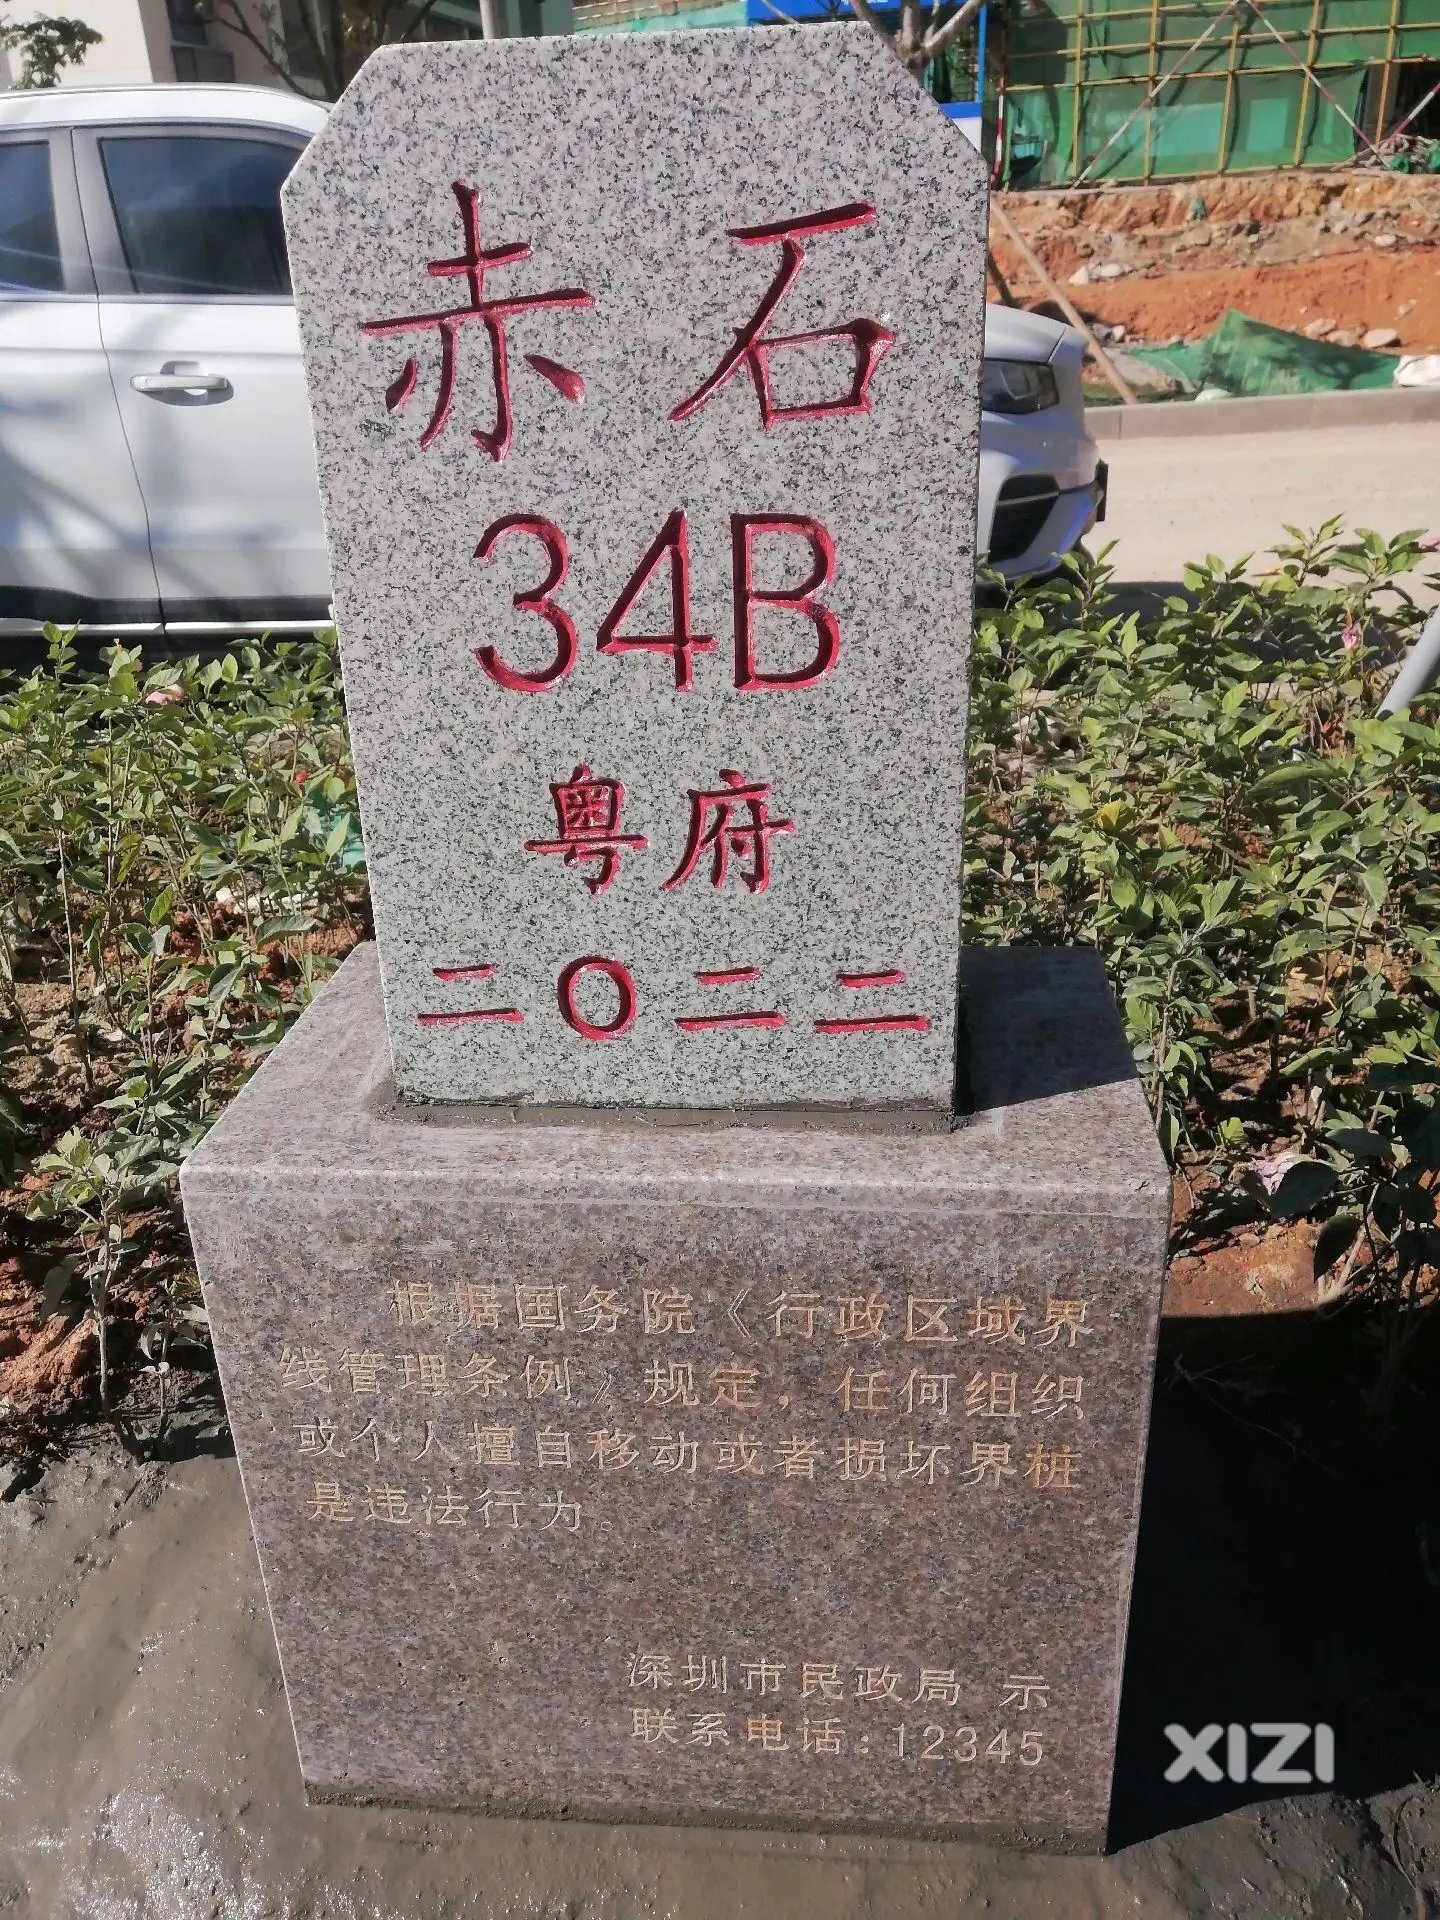 赤石
34B
粤府
二〇二二
根据国务院《行政区域界
线管理条例》规定，任何组织
或个人擅自移动或者损坏界桩
是违法行为。
深圳市民政局 示
联系电话：12345
XIZI